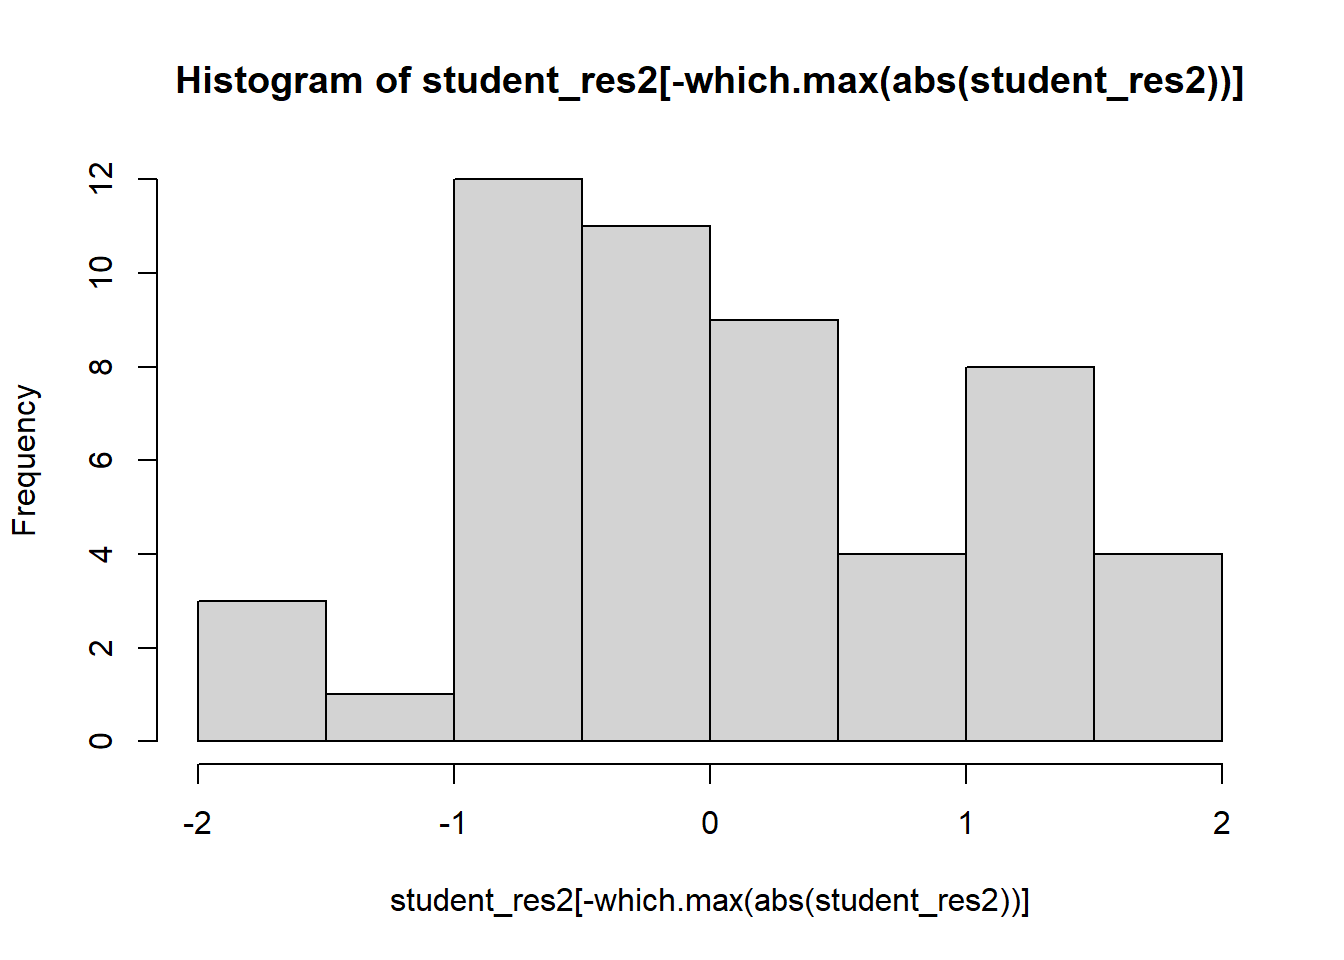 Histogram of student_res2[-which.max(abs(student_res2))]
Frequency
12
10
8
6
4
2
0
-2 -1 0 1 2
student_res2[-which.max(abs(student_res2))]